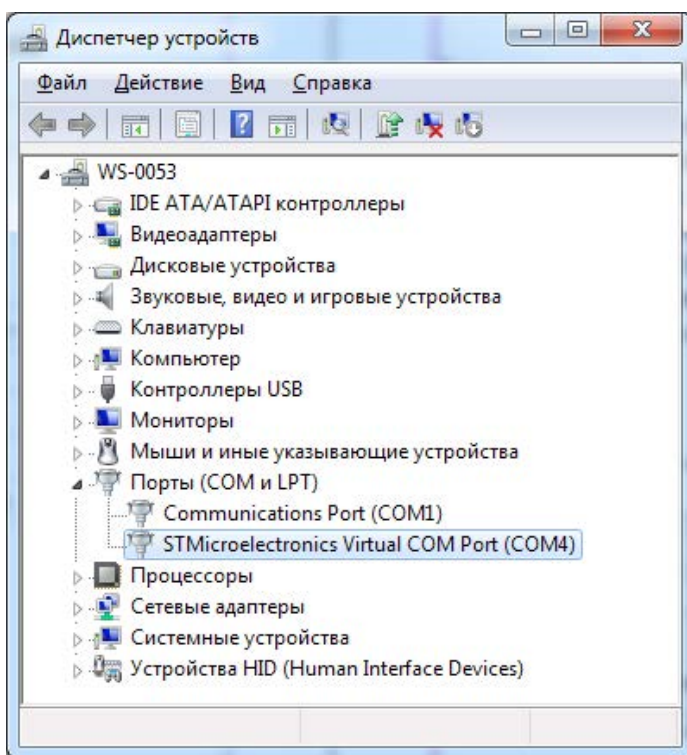 Диспетчер устройств
Файл Действие Вид Справка
WS-0053
IDE ATA/ATAPI контроллеры
Видеоадаптеры
Дисковые устройства
Звуковые, видео и игровые устройства
Клавиатуры
Компьютер
Контроллеры USB
Мониторы
Мыши и иные указывающие устройства
Порты (COM и LPT)
Communications Port (COM1)
STMicroelectronics Virtual COM Port (COM4)
Процессоры
Сетевые адаптеры
Системные устройства
Устройства HID (Human Interface Devices)